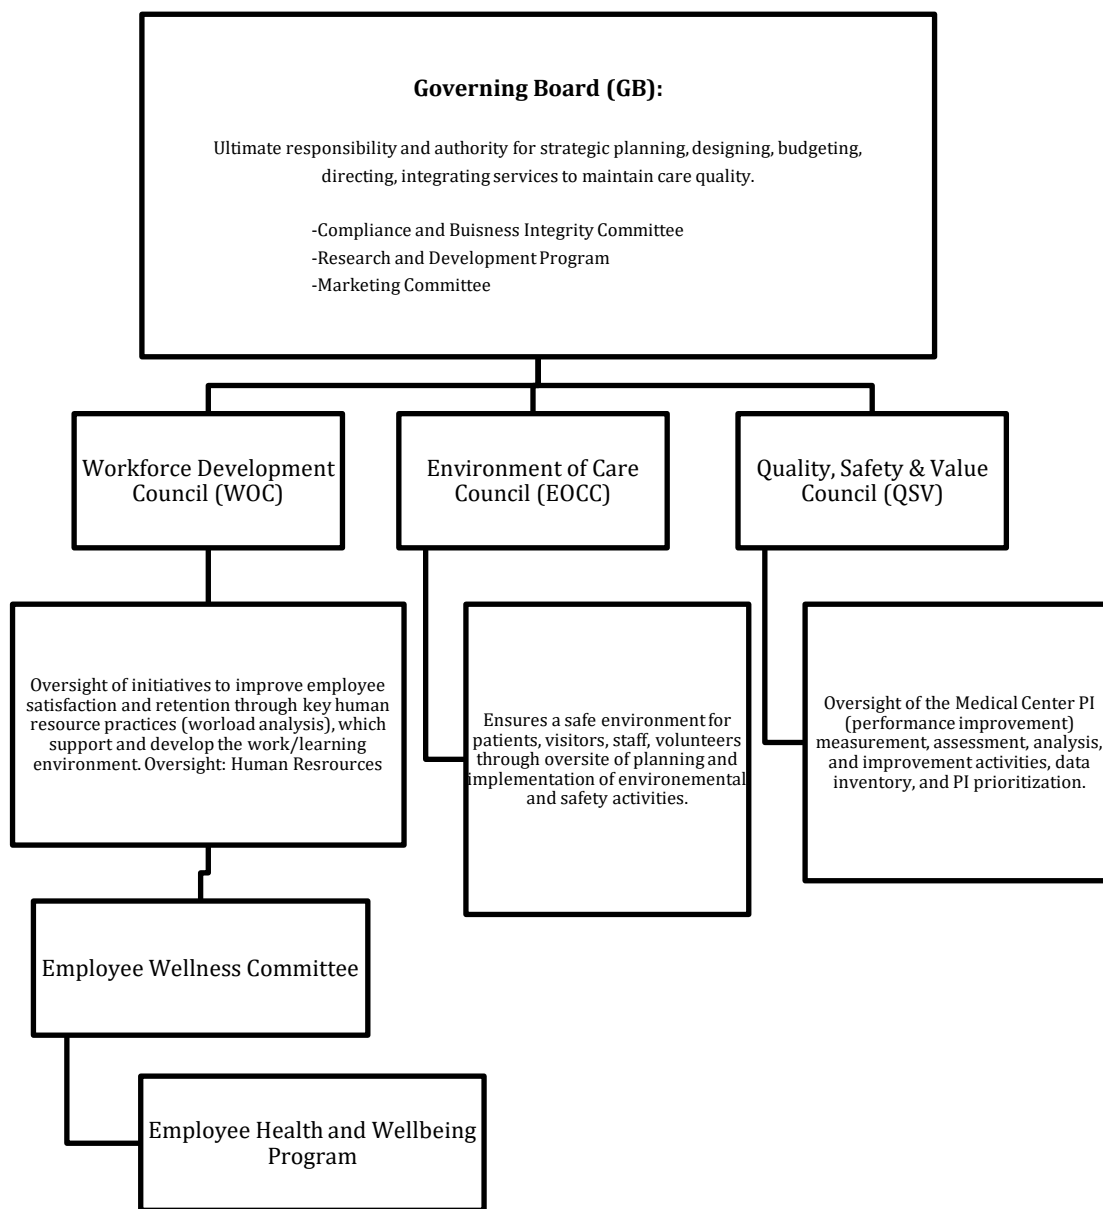 Governing Board (GB):
Ultimate responsibility and authority for strategic planning, designing, budgeting,
directing, integrating services to maintain care quality.
-Compliance and Buisness Integrity Committee
-Research and Development Program
-Marketing Committee
Workforce Development
Council (WOC)
Environment of Care
Council (EOCC)
Quality, Safety & Value
Council (QSV)
Oversight of initiatives to improve employee
satisfaction and retention through key human
resource practices (worload analysis), which
support and develop the work/learning
environment. Oversight: Human Resrources
Ensures a safe environment for
patients, visitors, staff, volunteers
through oversite of planning and
implementation of environemental
and safety activities.
Oversight of the Medical Center PI
(performance improvement)
measurement, assessment, analysis,
and improvement activities, data
inventory, and PI prioritization.
Employee Wellness Committee
Employee Health and Wellbeing
Program